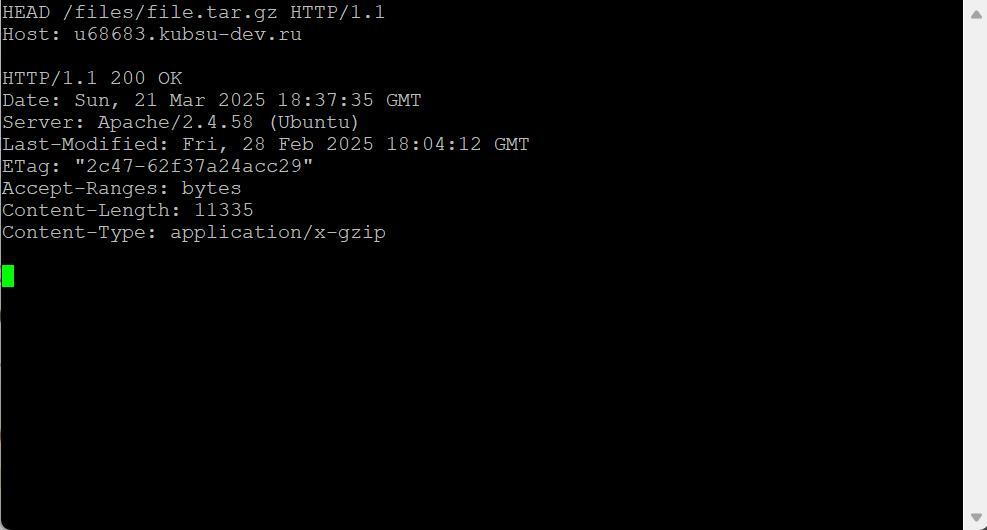 HEAD /files/file.tar.gz HTTP/1.1
Host: u68683.kubsu-dev.ru
HTTP/1.1 200 OK
Date: Sun, 21 Mar 2025 18:37:35 GMT
Server: Apache/2.4.58 (Ubuntu)
Last-Modified: Fri, 28 Feb 2025 18:04:12 GMT
ETag: "2c47-62f37a24acc29"
Accept-Ranges: bytes
Content-Length: 11335
Content-Type: application/x-gzip